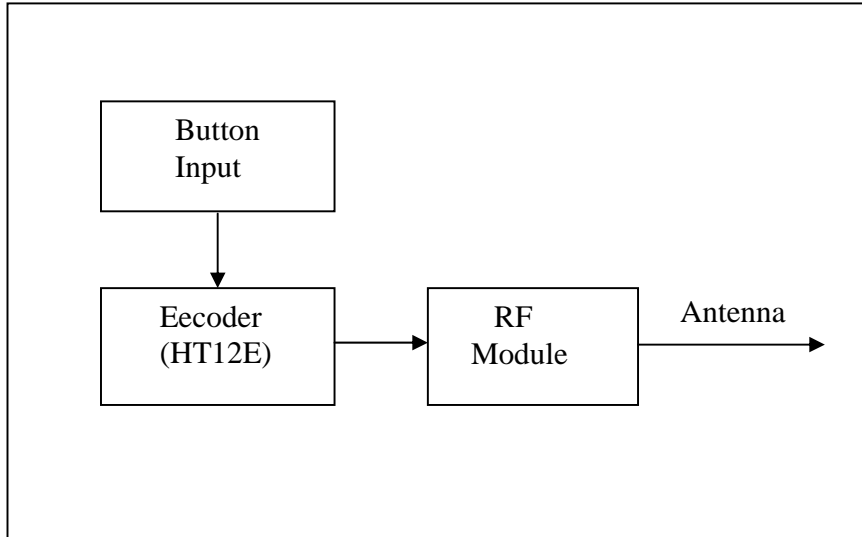 Button
Input
Eecoder
(HT12E)
RF
Module
Antenna